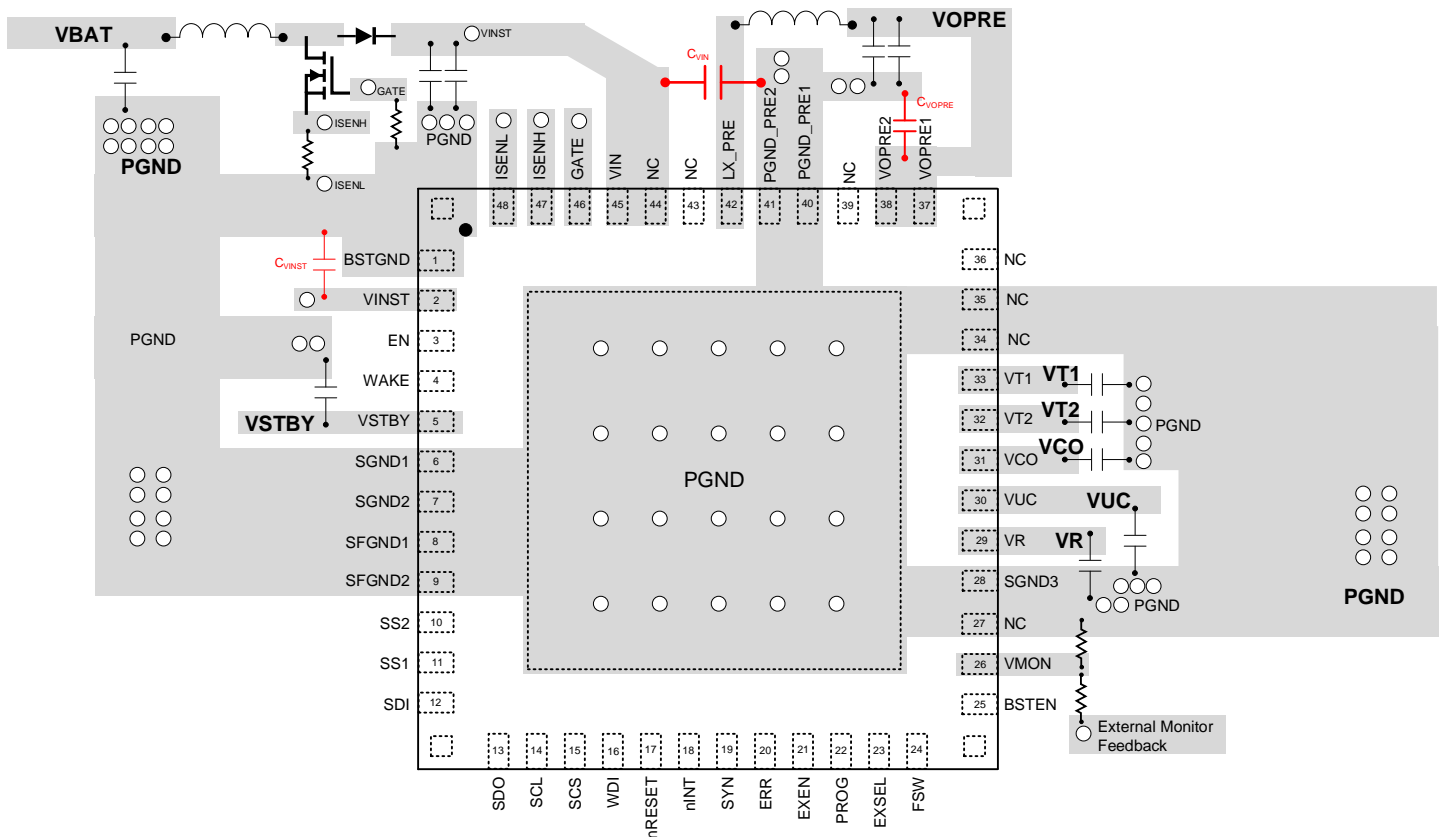 VBAT
VINST
GATE
ISENH
ISENL
PGND
PGND
CVIN
VOPRE
CVOPRE
ISENL
ISENH
GATE
VIN
NC
NC
LX_PRE
PGND_PRE2
PGND_PRE1
NC
VOPRE2
VOPRE1
48
47
46
45
44
43
42
41
40
39
38
37
CVINST
BSTGND 1
VINST 2
EN 3
WAKE 4
VSTBY
VSTBY 5
SGND1 6
SGND2 7
SFGND1 8
SFGND2 9
SS2 10
SS1 11
SDI 12
PGND
PGND
36 NC
35 NC
34 NC
33 VT1 VT1
32 VT2 VT2
PGND
31 VCO VCO
30 VUC VUC
29 VR VR
28 SGND3
PGND
PGND
27 NC
26 VMON
25 BSTEN
External Monitor
Feedback
13
14
15
16
17
18
19
20
21
22
23
24
SDO
SCL
SCS
WDI
nRESET
nINT
SYN
ERR
EXEN
PROG
EXSEL
FSW